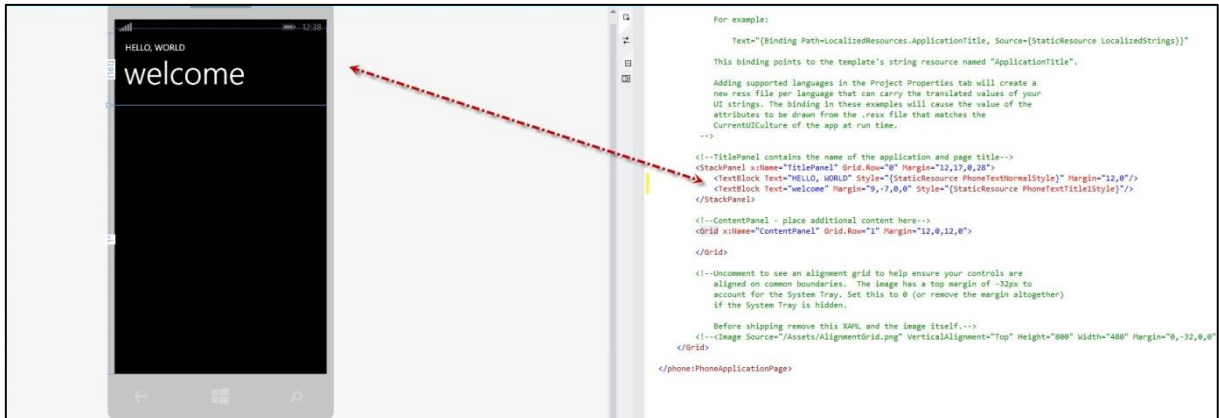 12:38
HELLO, WORLD
welcome
(161)
1*
For example:
Text="{Binding Path=LocalizedResources.ApplicationTitle, Source={StaticResource LocalizedStrings}}"
This binding points to the template's string resource named "ApplicationTitle".
Adding supported languages in the Project Properties tab will create a
new resx file per language that can carry the translated values of your
UI strings. The binding in these examples will cause the value of the
attributes to be drawn from the .resx file that matches the
CurrentUICulture of the app at run time.
-->
<!--TitlePanel contains the name of the application and page title-->
<StackPanel x:Name="TitlePanel" Grid.Row="0" Margin="12,17,0,28">
<TextBlock Text="HELLO, WORLD" Style="{StaticResource PhoneTextNormalStyle}" Margin="12,0"/>
<TextBlock Text="welcome" Margin="9,-7,0,0" Style="{StaticResource PhoneTextTitle1Style}"/>
</StackPanel>
<!--ContentPanel - place additional content here-->
<Grid x:Name="ContentPanel" Grid.Row="1" Margin="12,0,12,0">
</Grid>
<!--Uncomment to see an alignment grid to help ensure your controls are
aligned on common boundaries.  The image has a top margin of -32px to
account for the System Tray. Set this to 0 (or remove the margin altogether)
if the System Tray is hidden.
Before shipping remove this XAML and the image itself.-->
<!--<Image Source="/Assets/AlignmentGrid.png" VerticalAlignment="Top" Height="800" Width="480" Margin="0,-32,0,0"
</Grid>
</phone:PhoneApplicationPage>